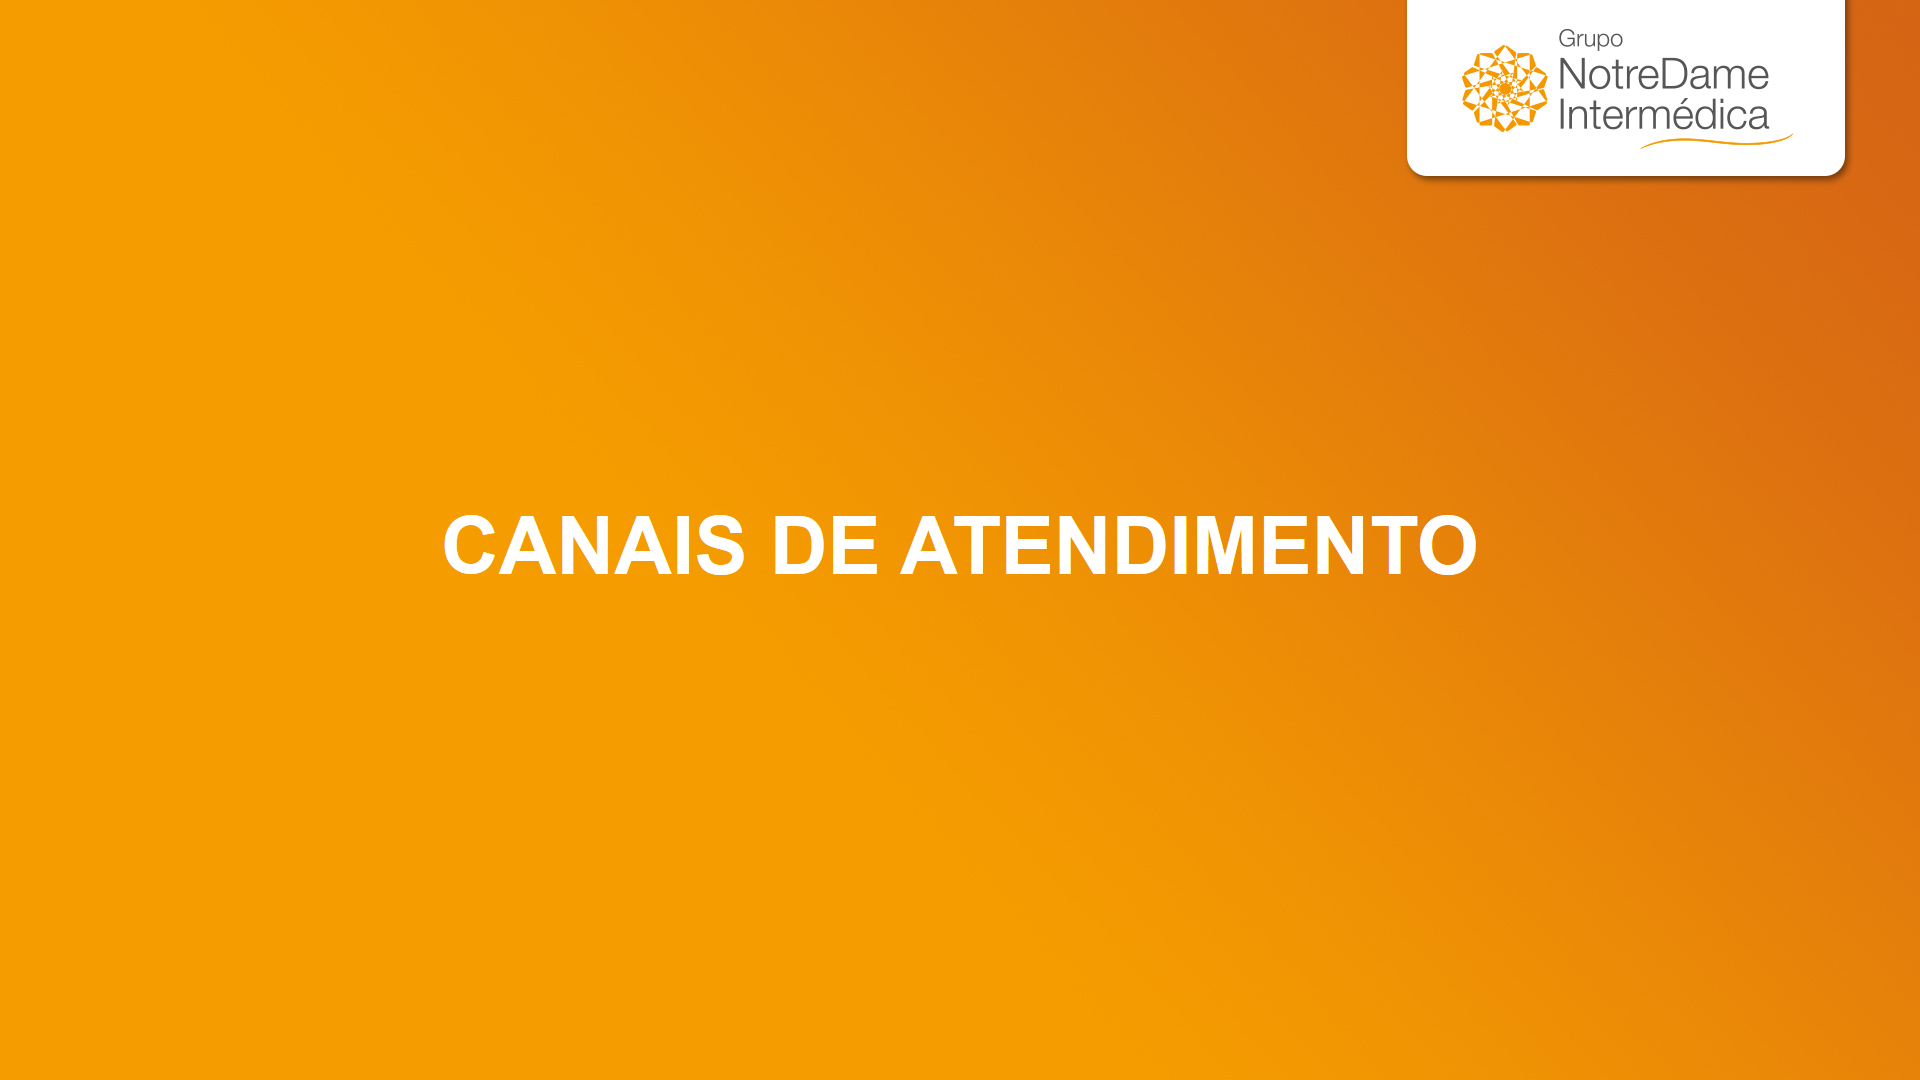 Grupo
NotreDame
Intermédica
CANAIS DE ATENDIMENTO